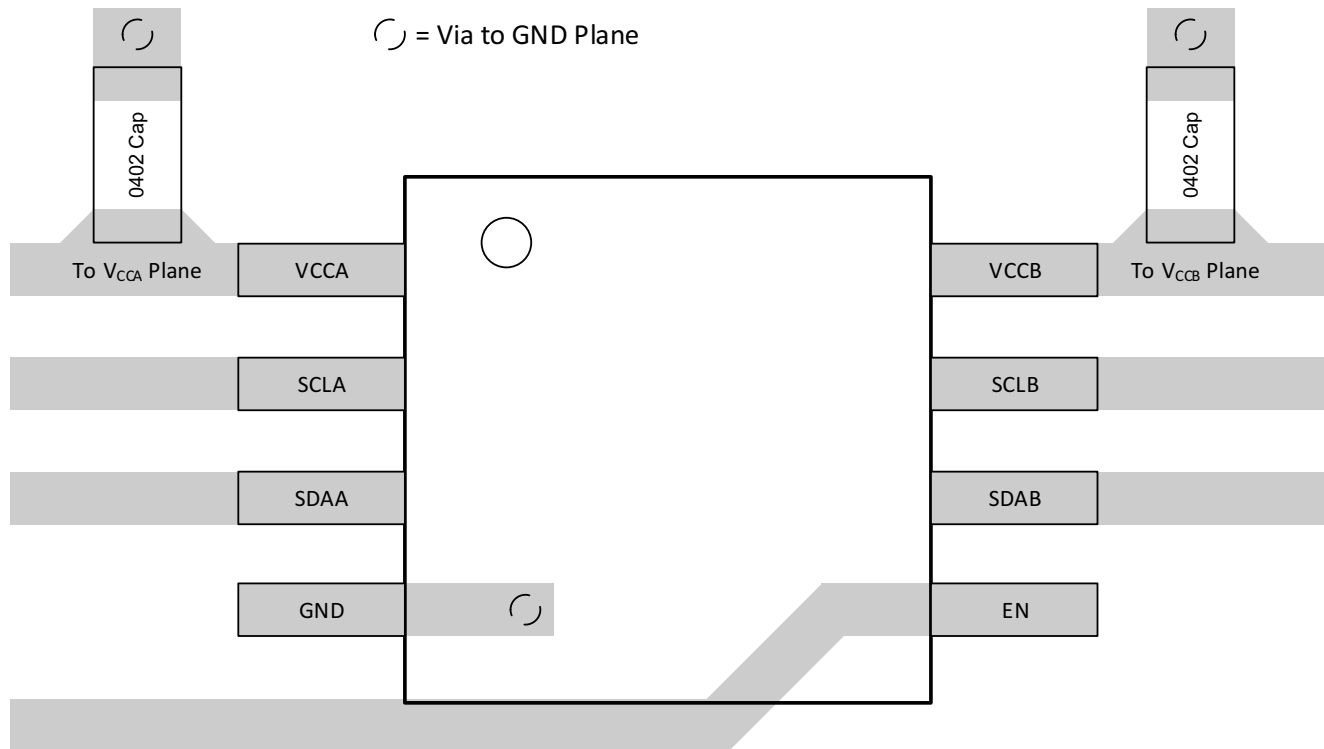 = Via to GND Plane
0402 Cap
0402 Cap
To VCCA Plane
VCCA
VCCB
To VCCB Plane
SCLA
SCLB
SDAA
SDAB
GND
EN